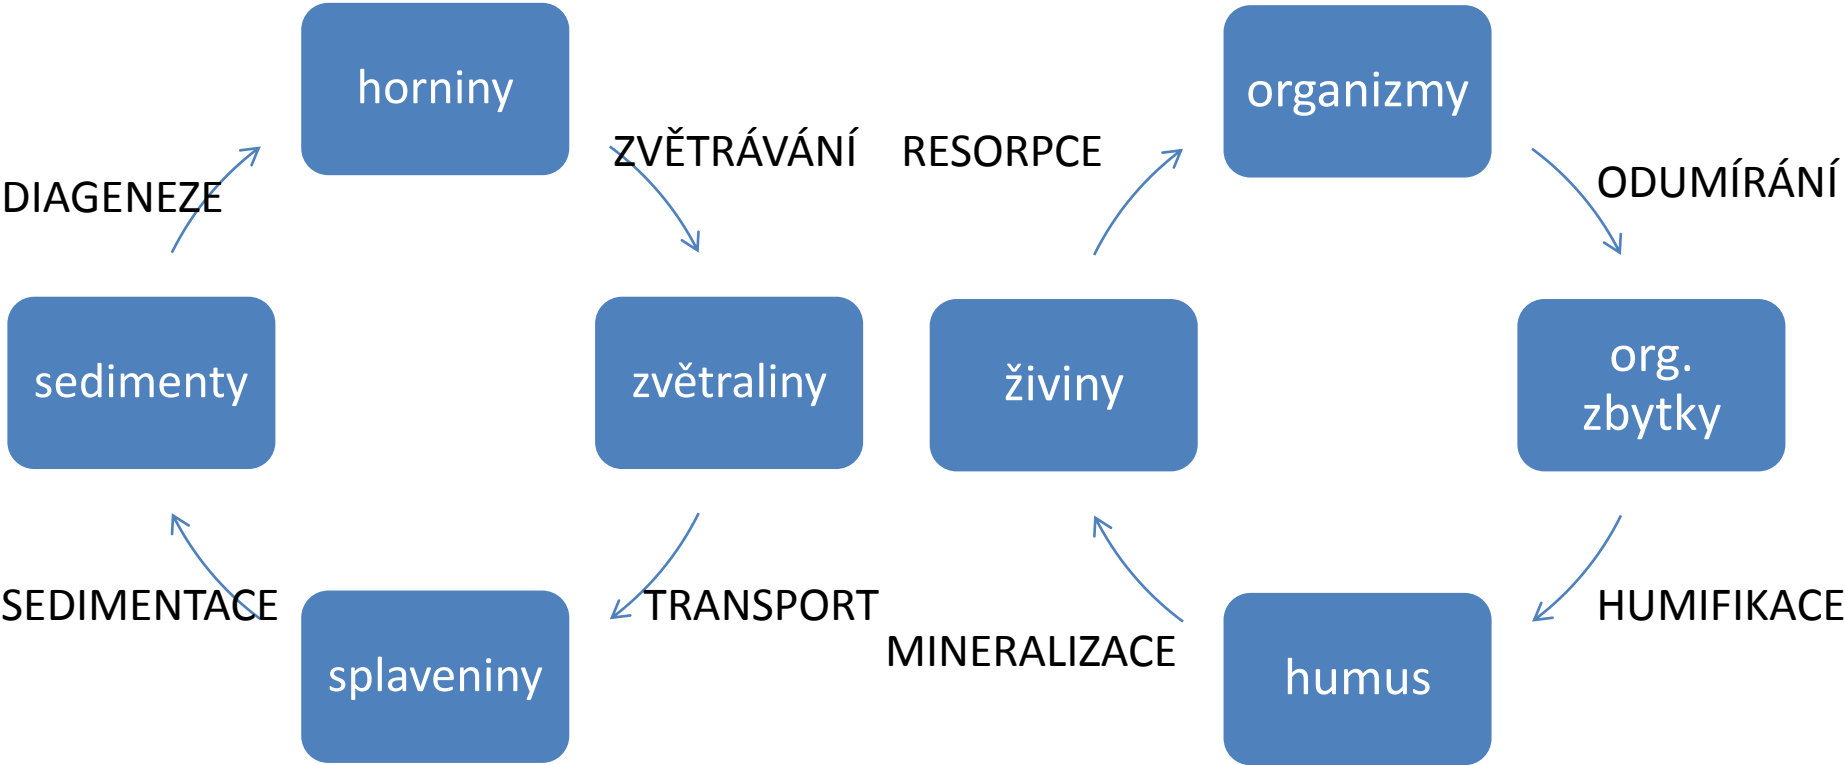 horniny
ZVĚTRÁVÁNÍ
zvětraliny
TRANSPORT
splaveniny
SEDIMENTACE
sedimenty
DIAGENEZE
organizmy
ODUMÍRÁNÍ
org.
zbytky
HUMIFIKACE
humus
MINERALIZACE
živiny
RESORPCE